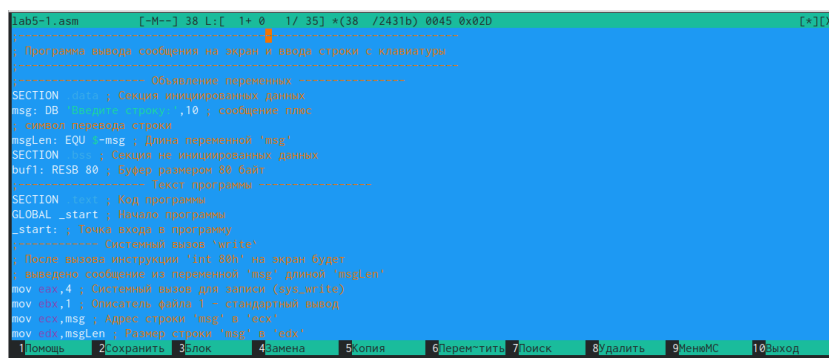 lab5-1.asm [-M--] 38 L:[ 1+ 0 1/ 35] *(38 /2431b) 0045 0x02D [*][X
;--------------------------------------------------------------
; Программа вывода сообщения на экран и ввода строки с клавиатуры
;--------------------------------------------------------------
;------------------ Объявление переменных ----------------
SECTION .data ; Секция инициированных данных
msg: DB 'Введите строку:',10 ; сообщение плюс
; символ перевода строки
msgLen: EQU $-msg ; Длина переменной 'msg'
SECTION .bss ; Секция не инициированных данных
buf1: RESB 80 ; Буфер размером 80 байт
;------------------ Текст программы -----------------
SECTION .text ; Код программы
GLOBAL _start ; Начало программы
_start: ; Точка входа в программу
;------------ Системный вызов 'write'
; После вызова инструкции 'int 80h' на экран будет
; выведено сообщение из переменной 'msg' длиной 'msgLen'
mov eax,4 ; Системный вызов для записи (sys_write)
mov ebx,1 ; Описатель файла 1 - стандартный вывод
mov ecx,msg ; Адрес строки 'msg' в 'ecx'
mov edx,msgLen ; Размер строки 'msg' в 'edx'
1Помощь 2Сохранить 3Блок 4Замена 5Копия 6Перем~тить 7Поиск 8Удалить 9МенюMC 10Выход